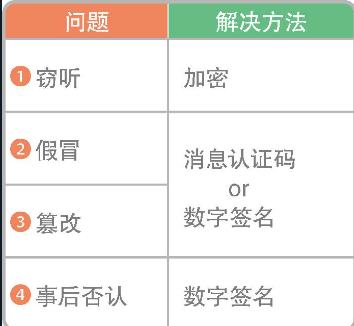 问题 解决方法
1 窃听 加密
2 假冒
消息认证码
or
数字签名
3 篡改
4 事后否认 数字签名